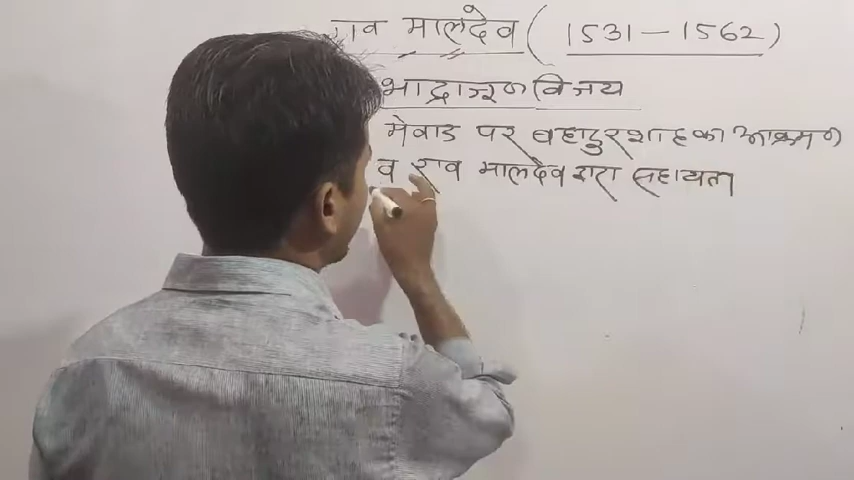 राव मालदेव ( 1531 - 1562 )
भाद्राजूण विजय
मेवाड पर बहादुरशाह का आक्रमण
व राव मालदेव द्वारा सहायता